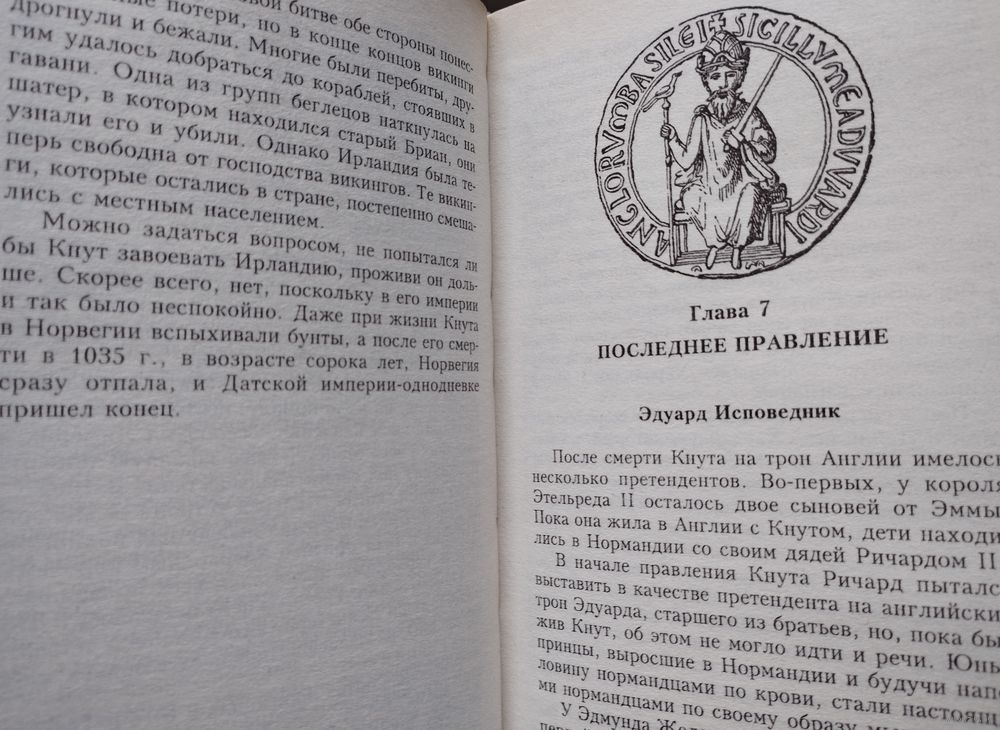 вой битве обе стороны понес-
ные потери, но в конце концов викинги
дрогнули и бежали. Многие были перебиты, дру-
гим удалось добраться до кораблей, стоявших в
гавани. Одна из групп беглецов наткнулась на
шатер, в котором находился старый Бриан, они
узнали его и убили. Однако Ирландия была те-
перь свободна от господства викингов. Те викин-
ги, которые остались в стране, постепенно смеша-
лись с местным населением.
Можно задаться вопросом, не попытался ли
бы Кнут завоевать Ирландию, проживи он доль-
ше. Скорее всего, нет, поскольку в его империи
и так было неспокойно. Даже при жизни Кнута
в Норвегии вспыхивали бунты, а после его смер-
ти в 1035 г., в возрасте сорока лет, Норвегия
сразу отпала, и Датской империи-однодневке
пришел конец.
SIGILLVM EADVVARDI ANGLORVM BASILEI
Глава 7
ПОСЛЕДНЕЕ ПРАВЛЕНИЕ
Эдуард Исповедник
После смерти Кнута на трон Англии имелось
несколько претендентов. Во-первых, у короля
Этельреда II осталось двое сыновей от Эммы.
Пока она жила в Англии с Кнутом, дети находи-
лись в Нормандии со своим дядей Ричардом II.
В начале правления Кнута Ричард пыталс
выставить в качестве претендента на английски
трон Эдуарда, старшего из братьев, но, пока бы
жив Кнут, об этом не могло идти и речи. Юны
принцы, выросшие в Нормандии и будучи напо
ловину нормандцами по крови, стали настоящи
ми нормандцами по своему образу
У Эдмунда